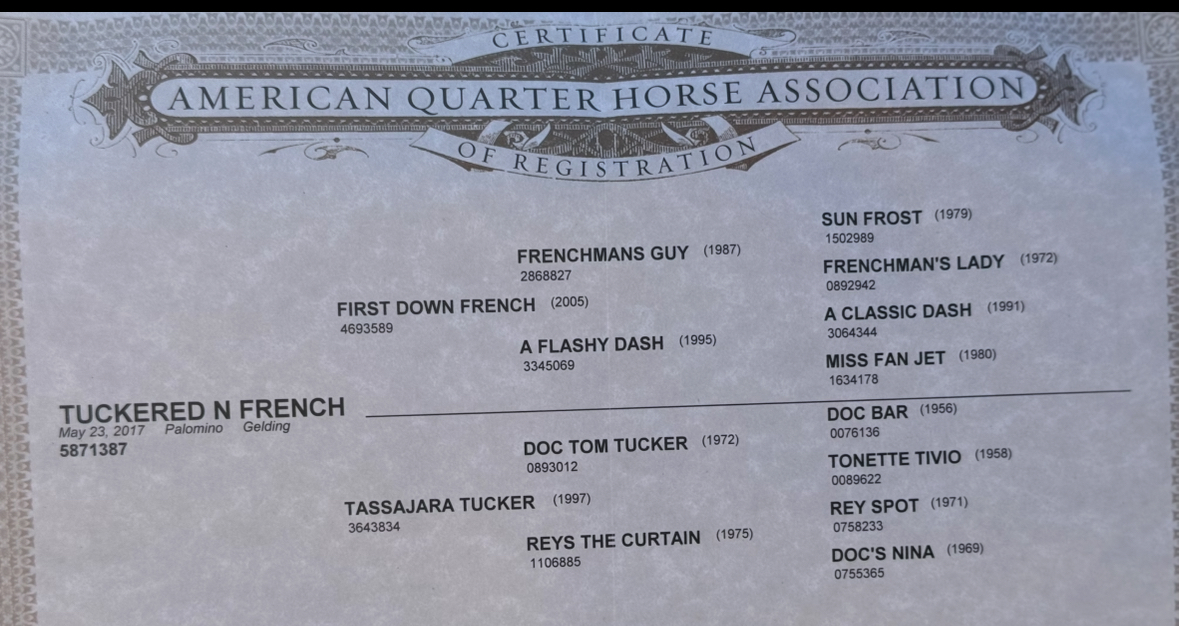 CERTIFICATE
AMERICAN QUARTER HORSE ASSOCIATION
OF REGISTRATION
SUN FROST (1979)
1502989
FRENCHMANS GUY (1987)
2868827
FRENCHMAN'S LADY (1972)
0892942
FIRST DOWN FRENCH (2005)
4693589
A CLASSIC DASH (1991)
3064344
A FLASHY DASH (1995)
3345069
MISS FAN JET (1980)
1634178
TUCKERED N FRENCH
May 23, 2017 Palomino Gelding
5871387
DOC BAR (1956)
0076136
DOC TOM TUCKER (1972)
0893012
TONETTE TIVIO (1958)
0089622
TASSAJARA TUCKER (1997)
3643834
REY SPOT (1971)
0758233
REYS THE CURTAIN (1975)
1106885
DOC'S NINA (1969)
0755365